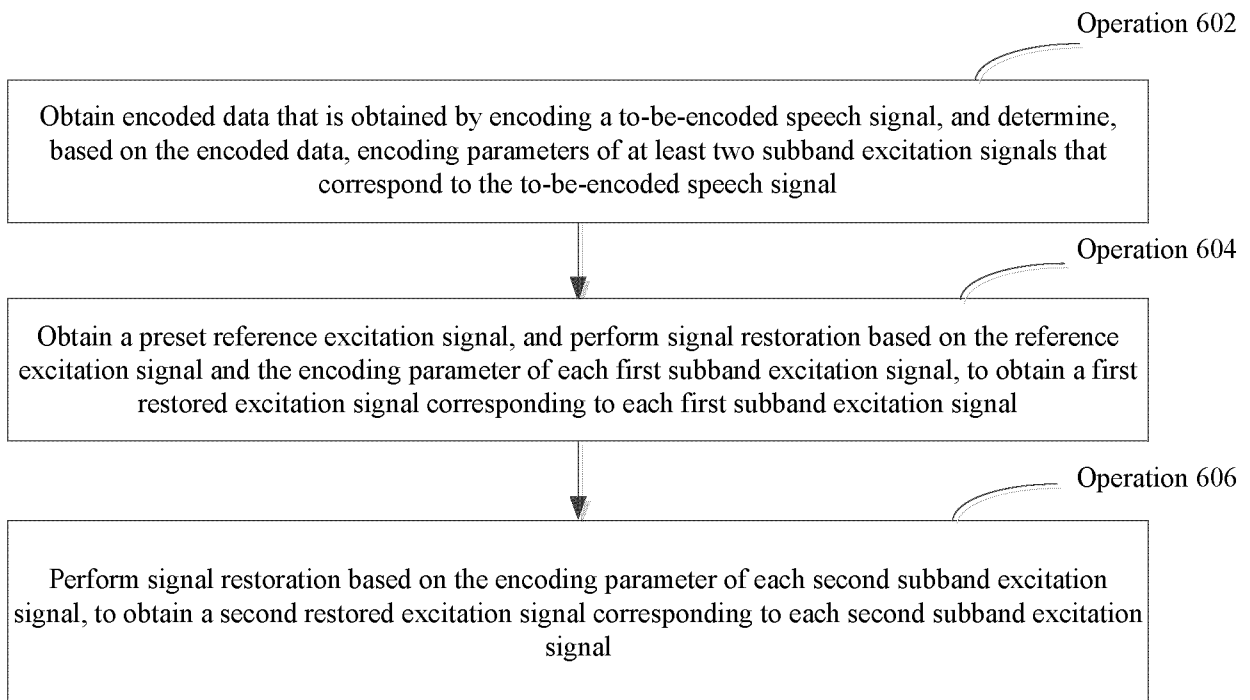 Operation 602
Obtain encoded data that is obtained by encoding a to-be-encoded speech signal, and determine,
based on the encoded data, encoding parameters of at least two subband excitation signals that
correspond to the to-be-encoded speech signal
Operation 604
Obtain a preset reference excitation signal, and perform signal restoration based on the reference
excitation signal and the encoding parameter of each first subband excitation signal, to obtain a first
restored excitation signal corresponding to each first subband excitation signal
Operation 606
Perform signal restoration based on the encoding parameter of each second subband excitation
signal, to obtain a second restored excitation signal corresponding to each second subband excitation
signal